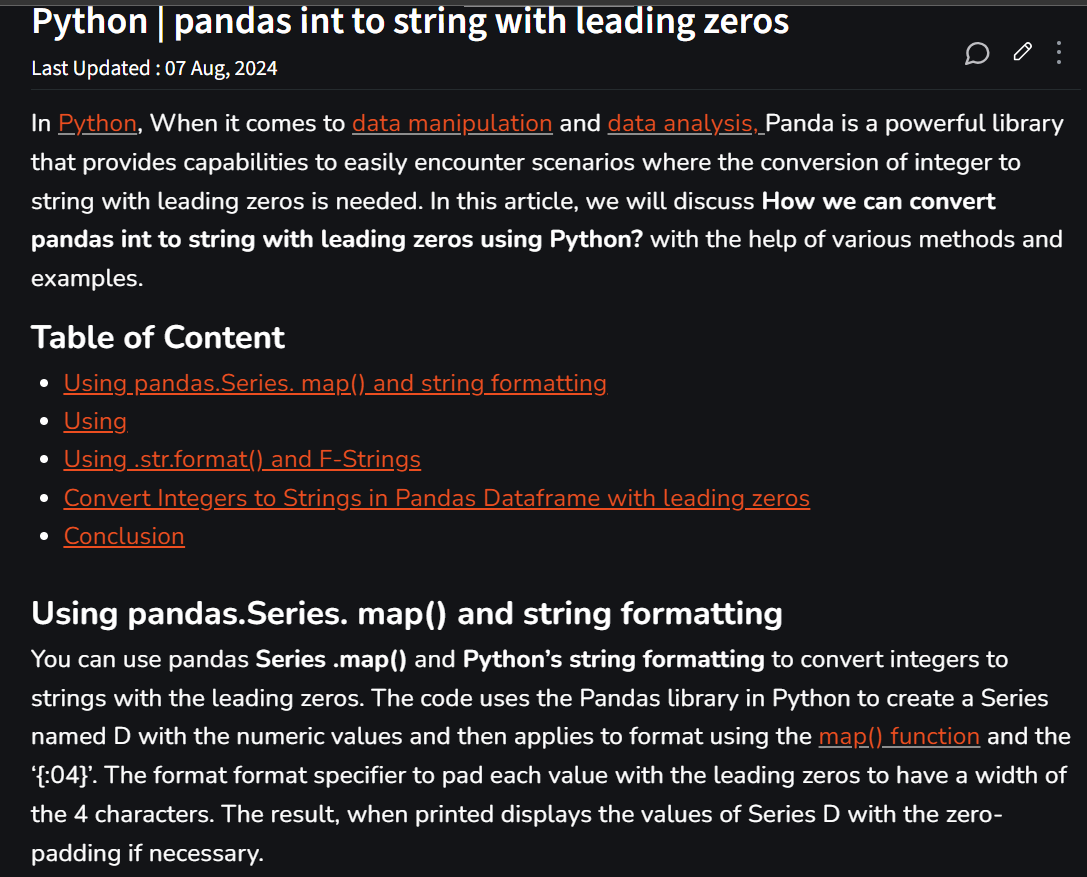 Python | pandas int to string with leading zeros
Last Updated : 07 Aug, 2024
In Python, When it comes to data manipulation and data analysis, Panda is a powerful library
that provides capabilities to easily encounter scenarios where the conversion of integer to
string with leading zeros is needed. In this article, we will discuss How we can convert
pandas int to string with leading zeros using Python? with the help of various methods and
examples.
Table of Content
• Using pandas.Series. map() and string formatting
• Using
• Using .str.format() and F-Strings
• Convert Integers to Strings in Pandas Dataframe with leading zeros
• Conclusion
Using pandas.Series. map() and string formatting
You can use pandas Series .map() and Python’s string formatting to convert integers to
strings with the leading zeros. The code uses the Pandas library in Python to create a Series
named D with the numeric values and then applies to format using the map() function and the
‘{:04}’. The format format specifier to pad each value with the leading zeros to have a width of
the 4 characters. The result, when printed displays the values of Series D with the zero-
padding if necessary.